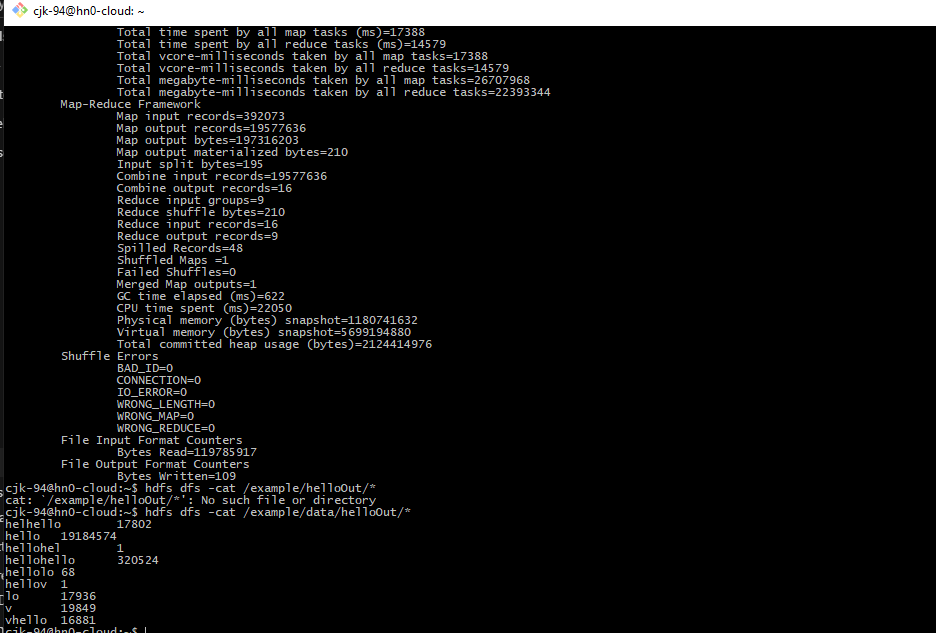 cjk-94@hn0-cloud: ~
Total time spent by all map tasks (ms)=17388
Total time spent by all reduce tasks (ms)=14579
Total vcore-milliseconds taken by all map tasks=17388
Total vcore-milliseconds taken by all reduce tasks=14579
Total megabyte-milliseconds taken by all map tasks=26707968
Total megabyte-milliseconds taken by all reduce tasks=22393344
Map-Reduce Framework
Map input records=392073
Map output records=19577636
Map output bytes=197316203
Map output materialized bytes=210
Input split bytes=195
Combine input records=19577636
Combine output records=16
Reduce input groups=9
Reduce shuffle bytes=210
Reduce input records=16
Reduce output records=9
Spilled Records=48
Shuffled Maps =1
Failed Shuffles=0
Merged Map outputs=1
GC time elapsed (ms)=622
CPU time spent (ms)=22050
Physical memory (bytes) snapshot=1180741632
Virtual memory (bytes) snapshot=5699194880
Total committed heap usage (bytes)=2124414976
Shuffle Errors
BAD_ID=0
CONNECTION=0
IO_ERROR=0
WRONG_LENGTH=0
WRONG_MAP=0
WRONG_REDUCE=0
File Input Format Counters
Bytes Read=119785917
File Output Format Counters
Bytes Written=109
cjk-94@hn0-cloud:~$ hdfs dfs -cat /example/helloOut/*
cat: `/example/helloOut/*': No such file or directory
cjk-94@hn0-cloud:~$ hdfs dfs -cat /example/data/helloOut/*
helhello 17802
hello 19184574
hellohel 1
hellohello 320524
hellolo 68
hellov 1
lo 17936
v 19849
vhello 16881
cjk-94@hn0-cloud:~$